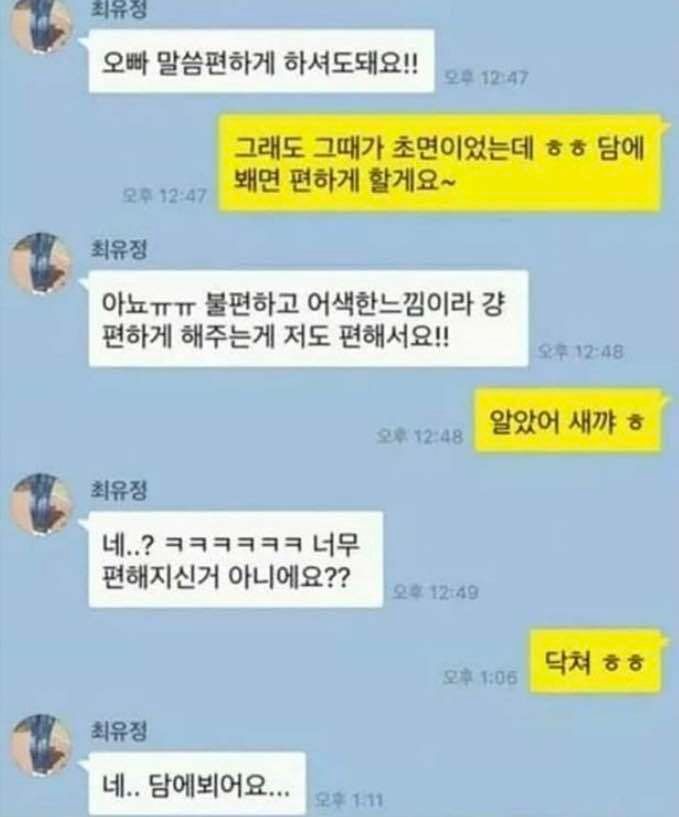 최유정
오빠 말씀편하게 하셔도돼요!!
오후 12:47
그래도 그때가 초면이었는데 ㅎㅎ 담에
봬면 편하게 할게요~
오후 12:47
최유정
아뇨ㅠㅠ 불편하고 어색한느낌이라 걍
편하게 해주는게 저도 편해서요!!
오후 12:48
알았어 새꺄 ㅎ
오후 12:48
최유정
네..? ㅋㅋㅋㅋㅋㅋㅋ 너무
편해지신거 아니에요??
오후 12:49
닥쳐 ㅎㅎ
오후 1:06
최유정
네.. 담에뵈어요...
오후 1:11